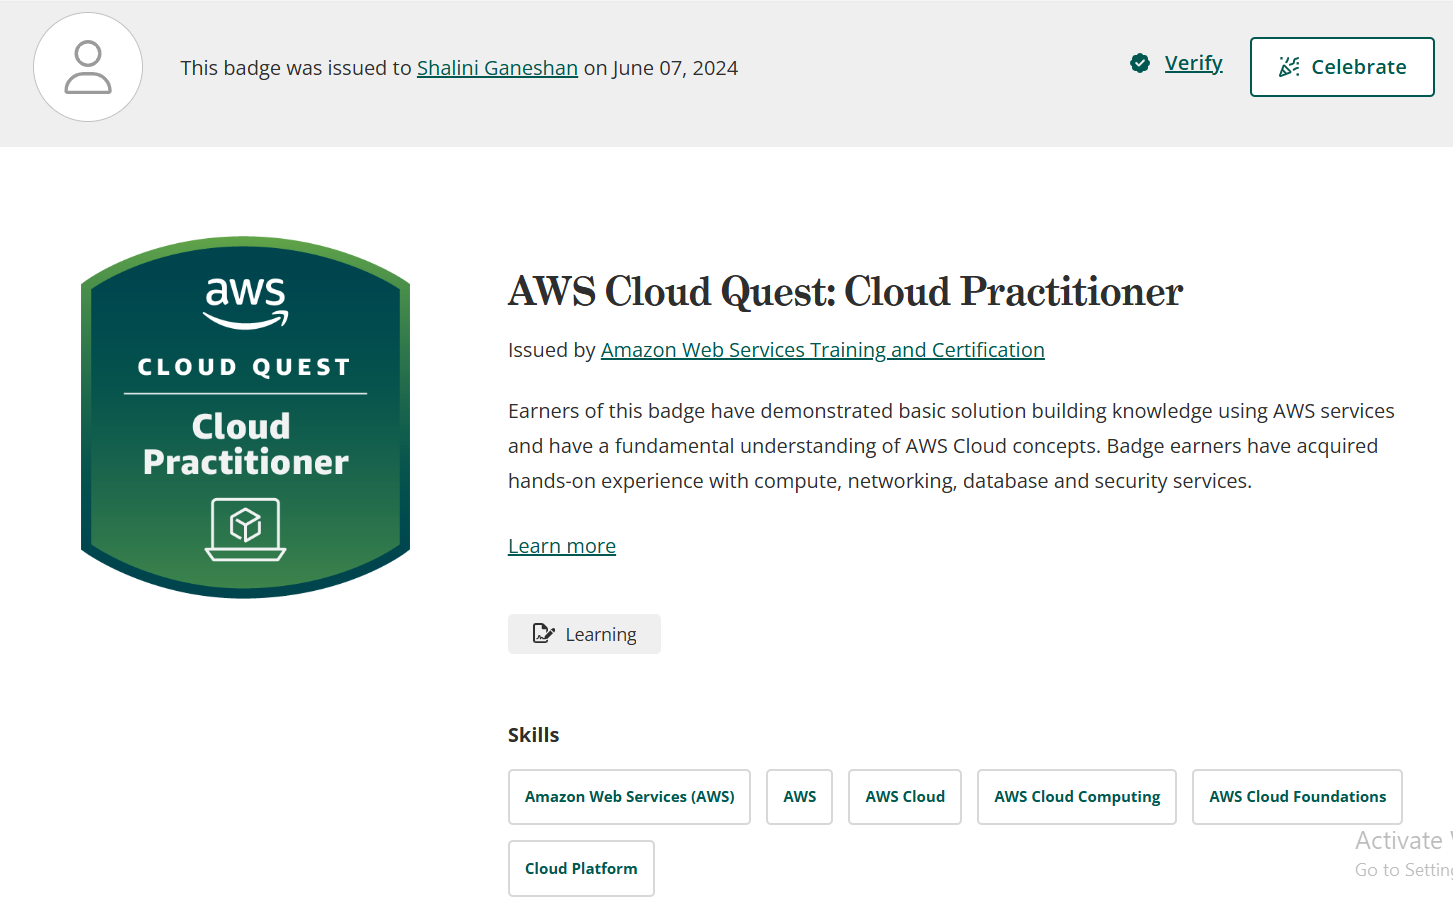 This badge was issued to Shalini Ganeshan on June 07, 2024
Verify
Celebrate
aws
CLOUD QUEST
Cloud
Practitioner
AWS Cloud Quest: Cloud Practitioner
Issued by Amazon Web Services Training and Certification
Earners of this badge have demonstrated basic solution building knowledge using AWS services
and have a fundamental understanding of AWS Cloud concepts. Badge earners have acquired
hands-on experience with compute, networking, database and security services.
Learn more
Learning
Skills
Amazon Web Services (AWS)
AWS
AWS Cloud
AWS Cloud Computing
AWS Cloud Foundations
Cloud Platform
Activate
Go to